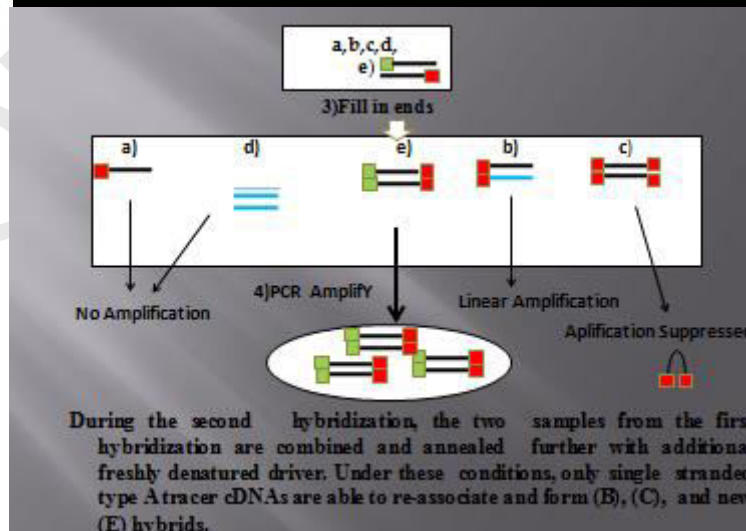 a,b,c,d,
e)
3)Fill in ends
a)
d)
e)
b)
c)
4)PCR AmplifY
No Amplification
Linear Amplification
Aplification Suppressed
During the second hybridization, the two samples from the firs
hybridization are combined and annealed further with additiona
freshly denatured driver. Under these conditions, only single stranded
type A tracer cDNAs are able to re-associate and form (B), (C), and new
(E) hybrids.